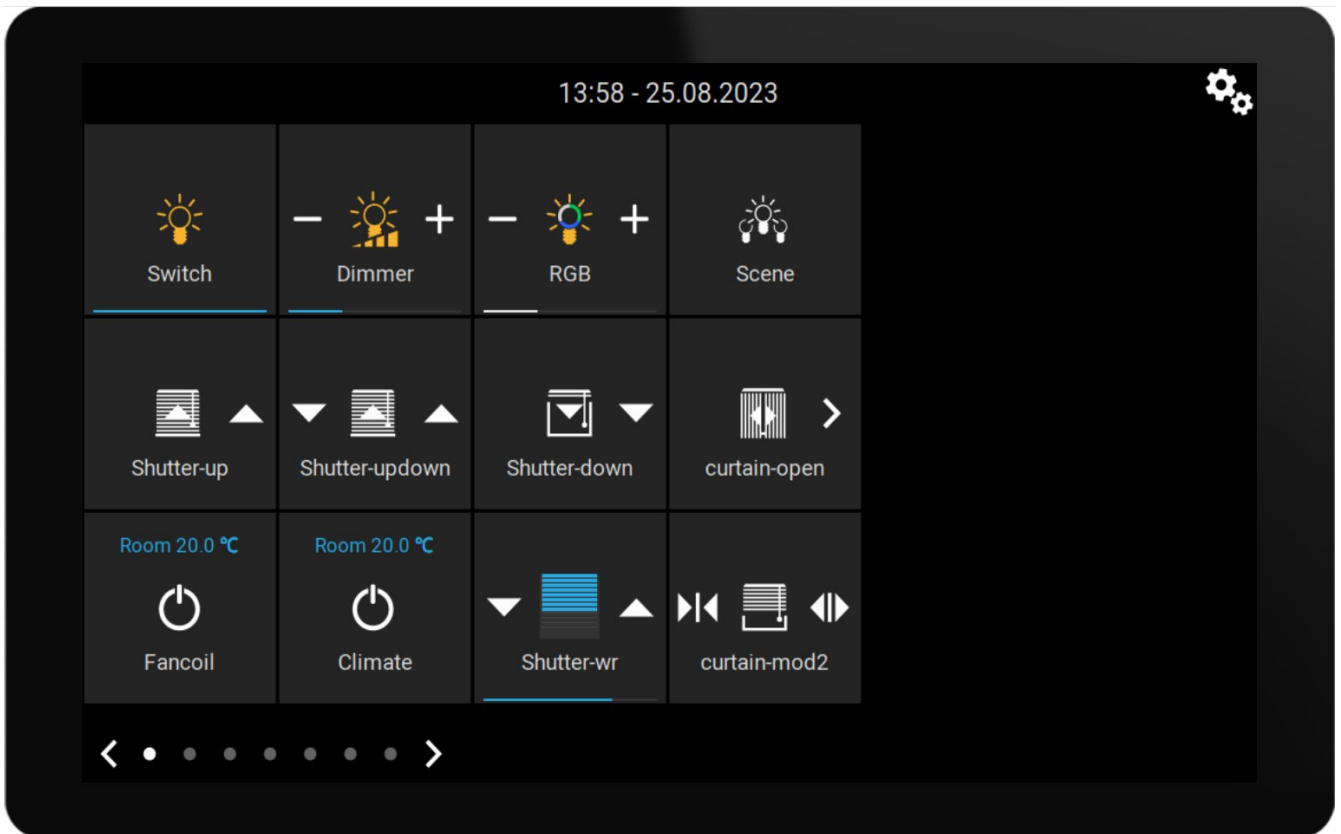 13:58 - 25.08.2023
Switch
Dimmer
RGB
Scene
Shutter-up
Shutter-updown
Shutter-down
curtain-open
Room 20.0 °C
Room 20.0 °C
Fancoil
Climate
Shutter-wr
curtain-mod2